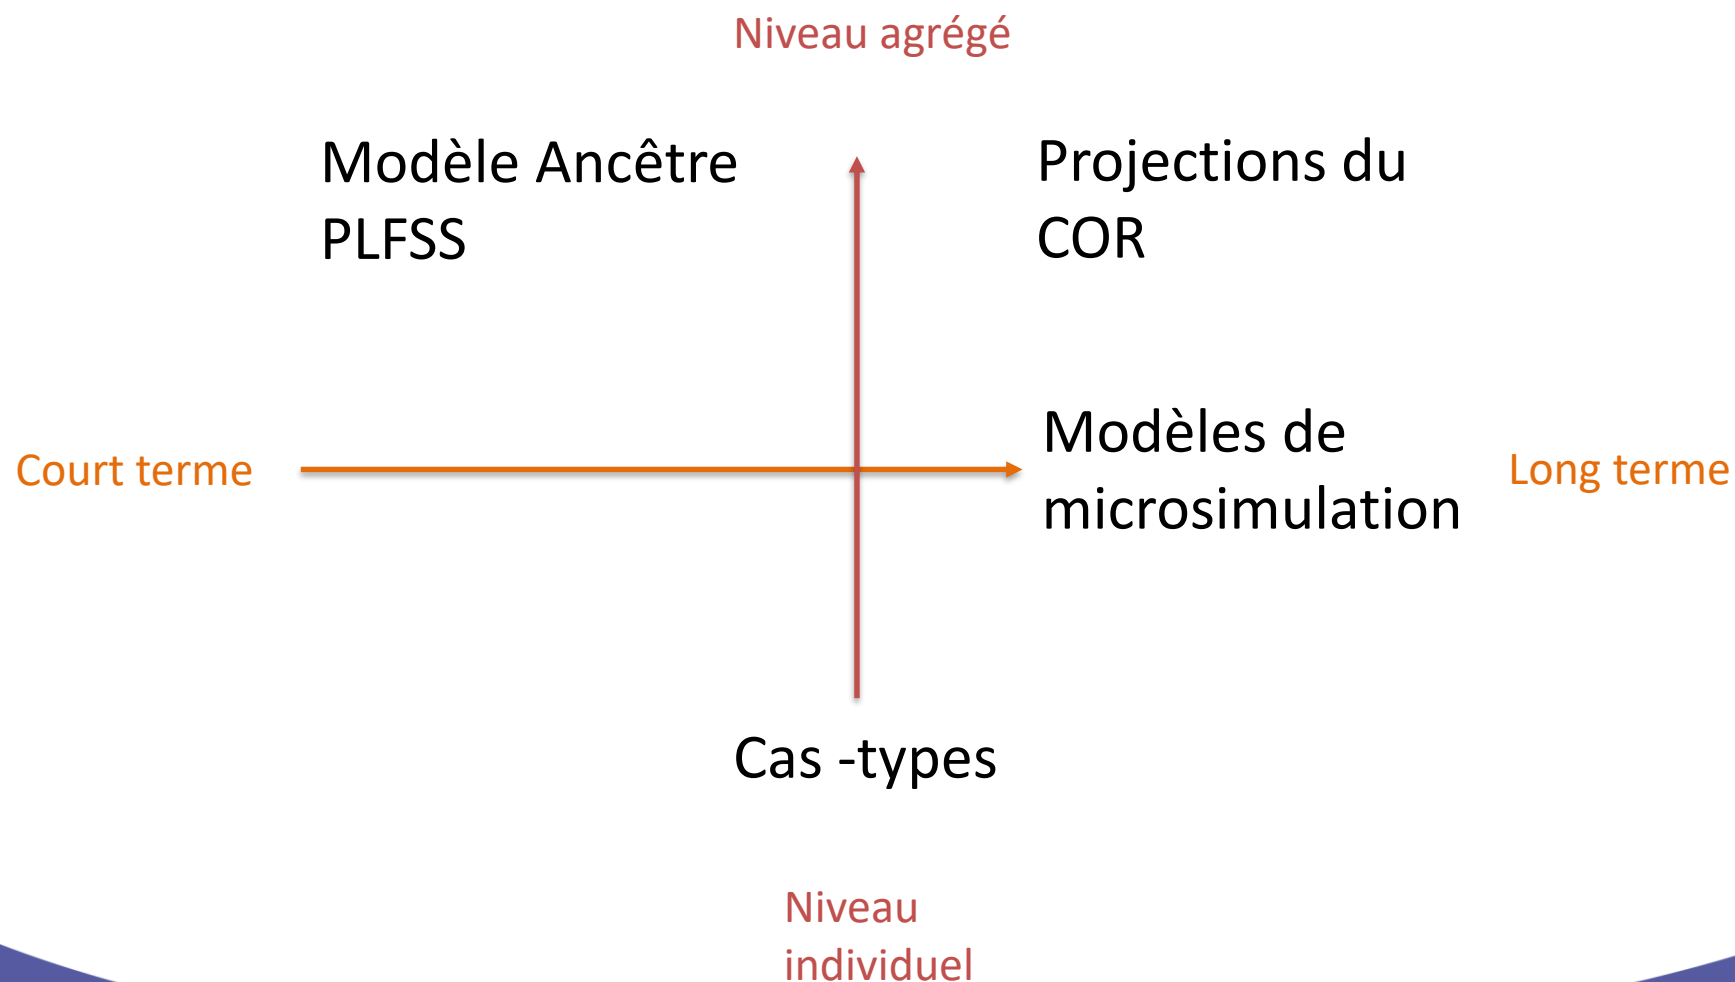 Niveau agrégé
Modèle Ancêtre
PLFSS
Projections du
COR
Court terme
Modèles de
microsimulation
Long terme
Cas -types
Niveau
individuel